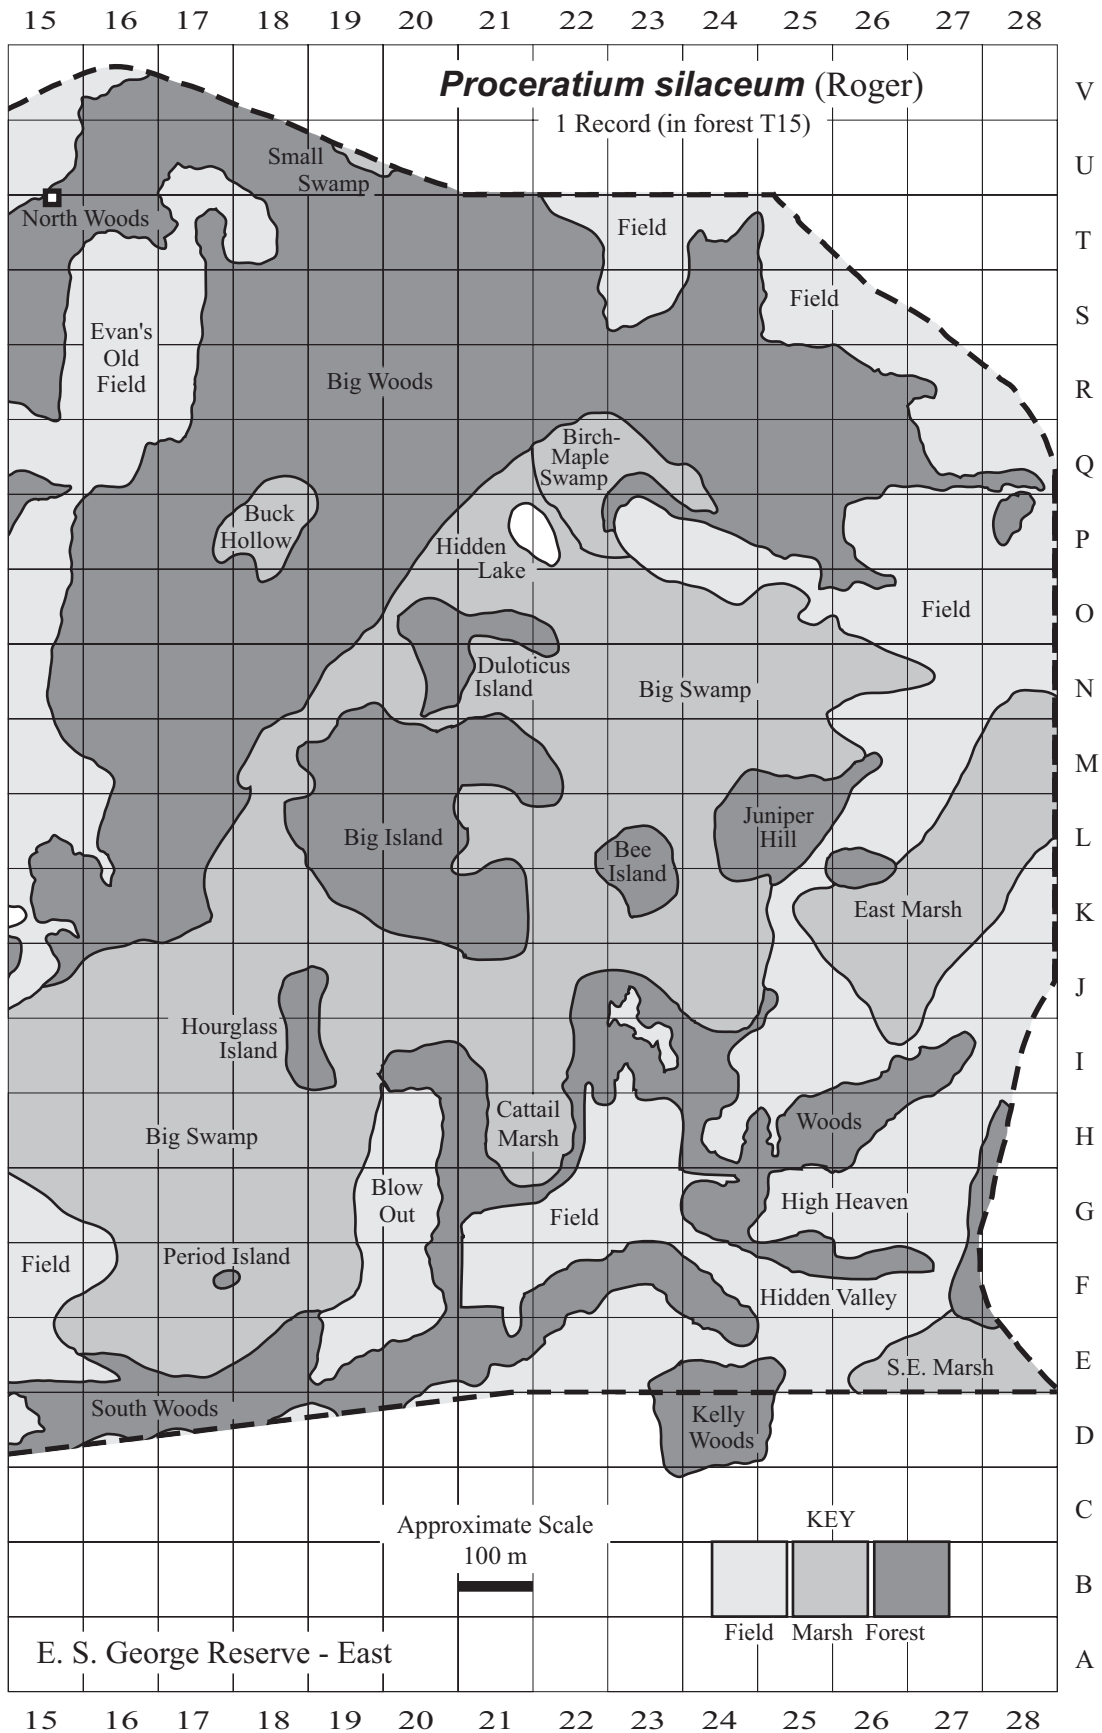 15 16 17 18 19 20 21 22 23 24 25 26 27 28
Proceratium silaceum (Roger)
1 Record (in forest T15)
V
U
T
S
R
Q
P
O
N
M
L
K
J
I
H
G
F
E
D
C
B
A
Small
Swamp
North Woods
Field
Field
Evan's
Old
Field
Big Woods
Birch-
Maple
Swamp
Buck
Hollow
Hidden
Lake
Field
Duloticus
Island
Big Swamp
Big Island
Juniper
Hill
Bee
Island
East Marsh
Hourglass
Island
Cattail
Marsh
Woods
Big Swamp
Blow
Out
Field
High Heaven
Field
Period Island
Hidden Valley
S.E. Marsh
South Woods
Kelly
Woods
Approximate Scale
100 m
KEY
Field Marsh Forest
E. S. George Reserve - East
15 16 17 18 19 20 21 22 23 24 25 26 27 28